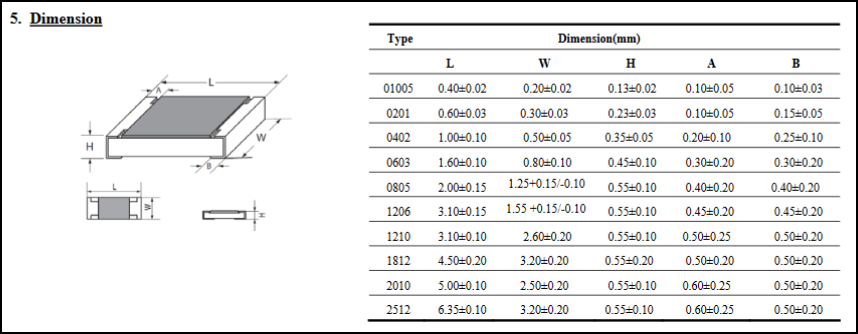 5. Dimension
L
A
H
W
B
L
W
H
Type Dimension(mm)
L W H A B
01005 0.40±0.02 0.20±0.02 0.13±0.02 0.10±0.05 0.10±0.03
0201 0.60±0.03 0.30±0.03 0.23±0.03 0.10±0.05 0.15±0.05
0402 1.00±0.10 0.50±0.05 0.35±0.05 0.20±0.10 0.25±0.10
0603 1.60±0.10 0.80±0.10 0.45±0.10 0.30±0.20 0.30±0.20
0805 2.00±0.15 1.25+0.15/-0.10 0.55±0.10 0.40±0.20 0.40±0.20
1206 3.10±0.15 1.55 +0.15/-0.10 0.55±0.10 0.45±0.20 0.45±0.20
1210 3.10±0.10 2.60±0.20 0.55±0.10 0.50±0.25 0.50±0.20
1812 4.50±0.20 3.20±0.20 0.55±0.20 0.50±0.20 0.50±0.20
2010 5.00±0.10 2.50±0.20 0.55±0.10 0.60±0.25 0.50±0.20
2512 6.35±0.10 3.20±0.20 0.55±0.10 0.60±0.25 0.50±0.20